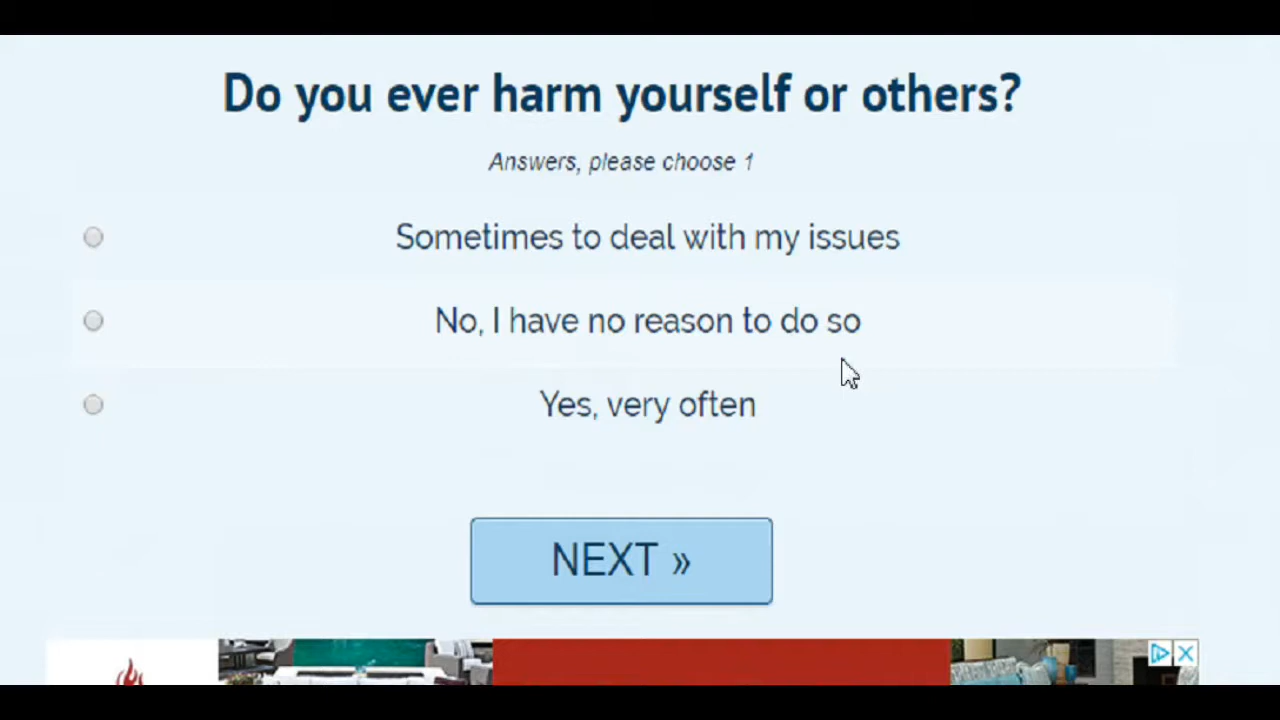 Do you ever harm yourself or others?
Answers, please choose 1
Sometimes to deal with my issues
No, I have no reason to do so
Yes, very often
NEXT »